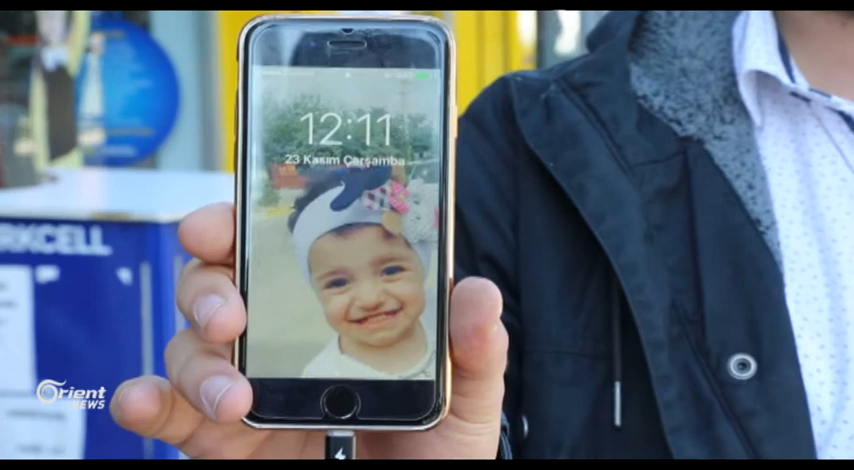 12:11
23 Kasım Çarşamba
RKCELL
Orient
NEWS